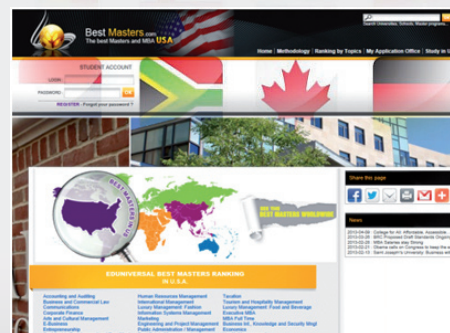 Best Masters.com
The best Masters and MBA USA
Search Universities, Schools, Master programs...
Home | Methodology | Ranking by Topics | My Application Office | Study in U
STUDENT ACCOUNT
LOGIN
PASSWORD
REGISTER - Forgot your password ?
BEST MASTERS IN U.S.
SEE THE
BEST MASTERS WORLDWIDE
Share this page
News
EDUNIVERSAL BEST MASTERS RANKING
IN U.S.A.
Accounting and Auditing
Business and Commercial Law
Communications
Corporate Finance
Arts and Cultural Management
E-Business
Entrepreneurship
Human Resources Management
International Management
Luxury Management/ Fashion
Information Systems Management
Marketing
Engineering and Project Management
Public Administration / Management
Taxation
Tourism and Hospitality Management
Luxury Management: Food and Beverage
Executive MBA
MBA Full Time
Business Int., Knowledge and Security Mngt
Economics